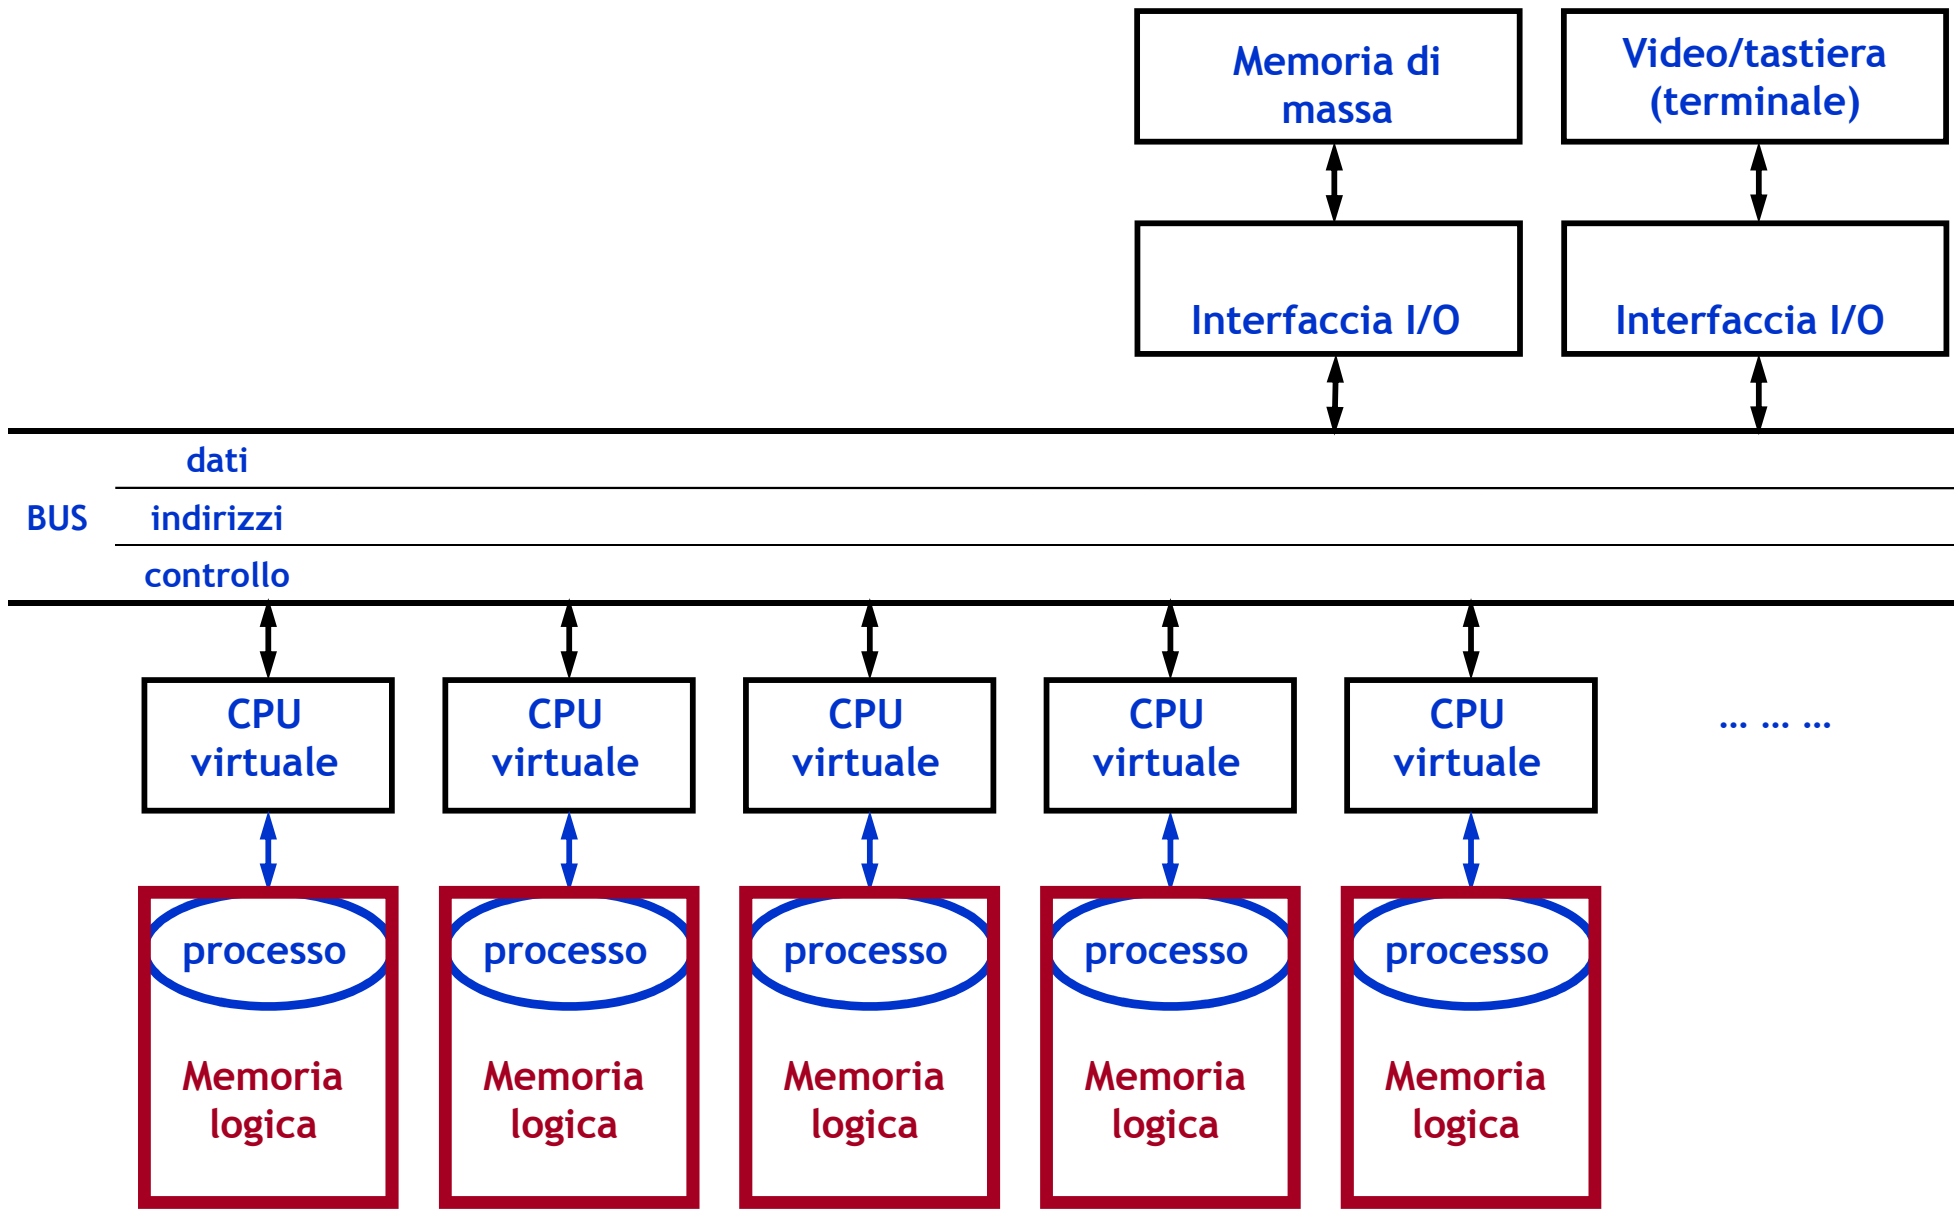 Memoria di
massa
Video/tastiera
(terminale)
Interfaccia I/O
Interfaccia I/O
dati
BUS
indirizzi
controllo
CPU
virtuale
CPU
virtuale
CPU
virtuale
CPU
virtuale
CPU
virtuale
... ... ...
processo
processo
processo
processo
processo
Memoria
logica
Memoria
logica
Memoria
logica
Memoria
logica
Memoria
logica